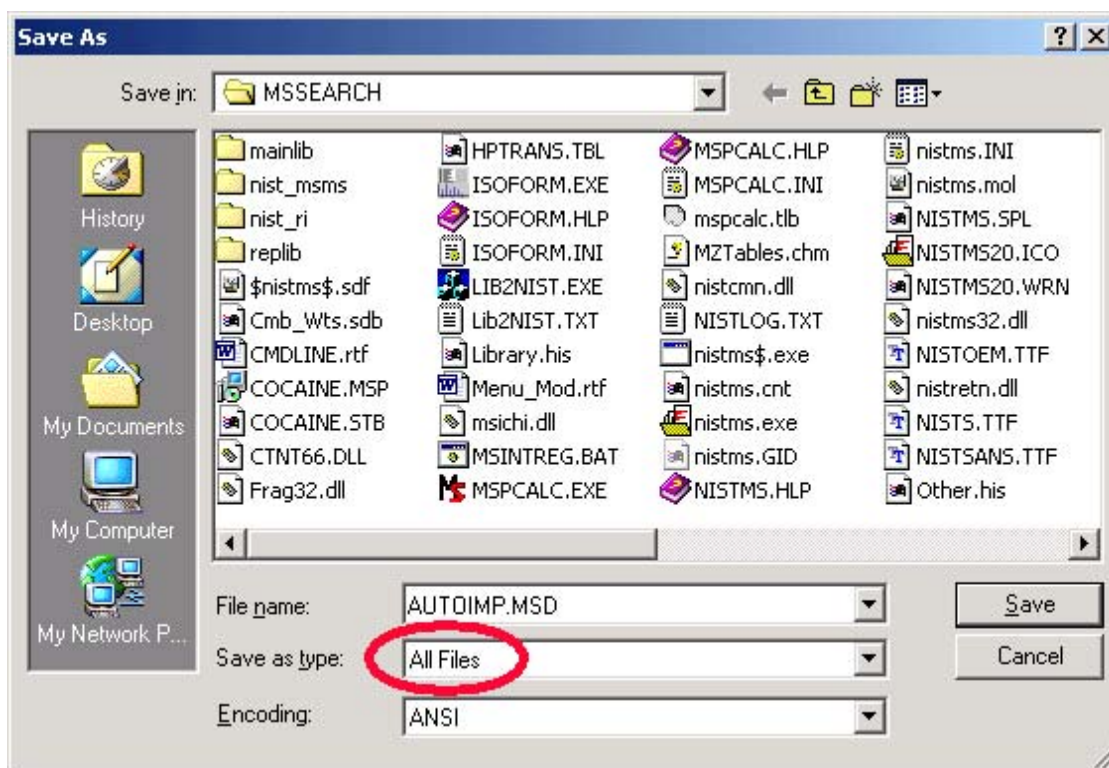 Save As
Save in: MSSEARCH
History
Desktop
My Documents
My Computer
My Network P...
mainlib HPTRANS.TBL MSPCALC.HLP nistms.INI
nist_msms ISOFORM.EXE MSPCALC.INI nistms.mol
nist_ri ISOFORM.HLP mspcalc.tlb NISTMS.SPL
replib ISOFORM.INI MZTables.chm NISTMS20.ICO
$nistms$.sdf LIB2NIST.EXE nistcmn.dll NISTMS20.WRN
Cmb_Wts.sdb Lib2NIST.TXT NISTLOG.TXT nistms32.dll
CMDLINE.rtf Library.his nistms$.exe NISTOEM.TTF
COCAINE.MSP Menu_Mod.rtf nistms.cnt nistretn.dll
COCAINE.STB msichi.dll nistms.exe NISTS.TTF
CTNT66.DLL MSINTREG.BAT nistms.GID NISTSANS.TTF
Frag32.dll MSPCALC.EXE NISTMS.HLP Other.his
File name: AUTOIMP.MSD Save
Save as type: All Files Cancel
Encoding: ANSI